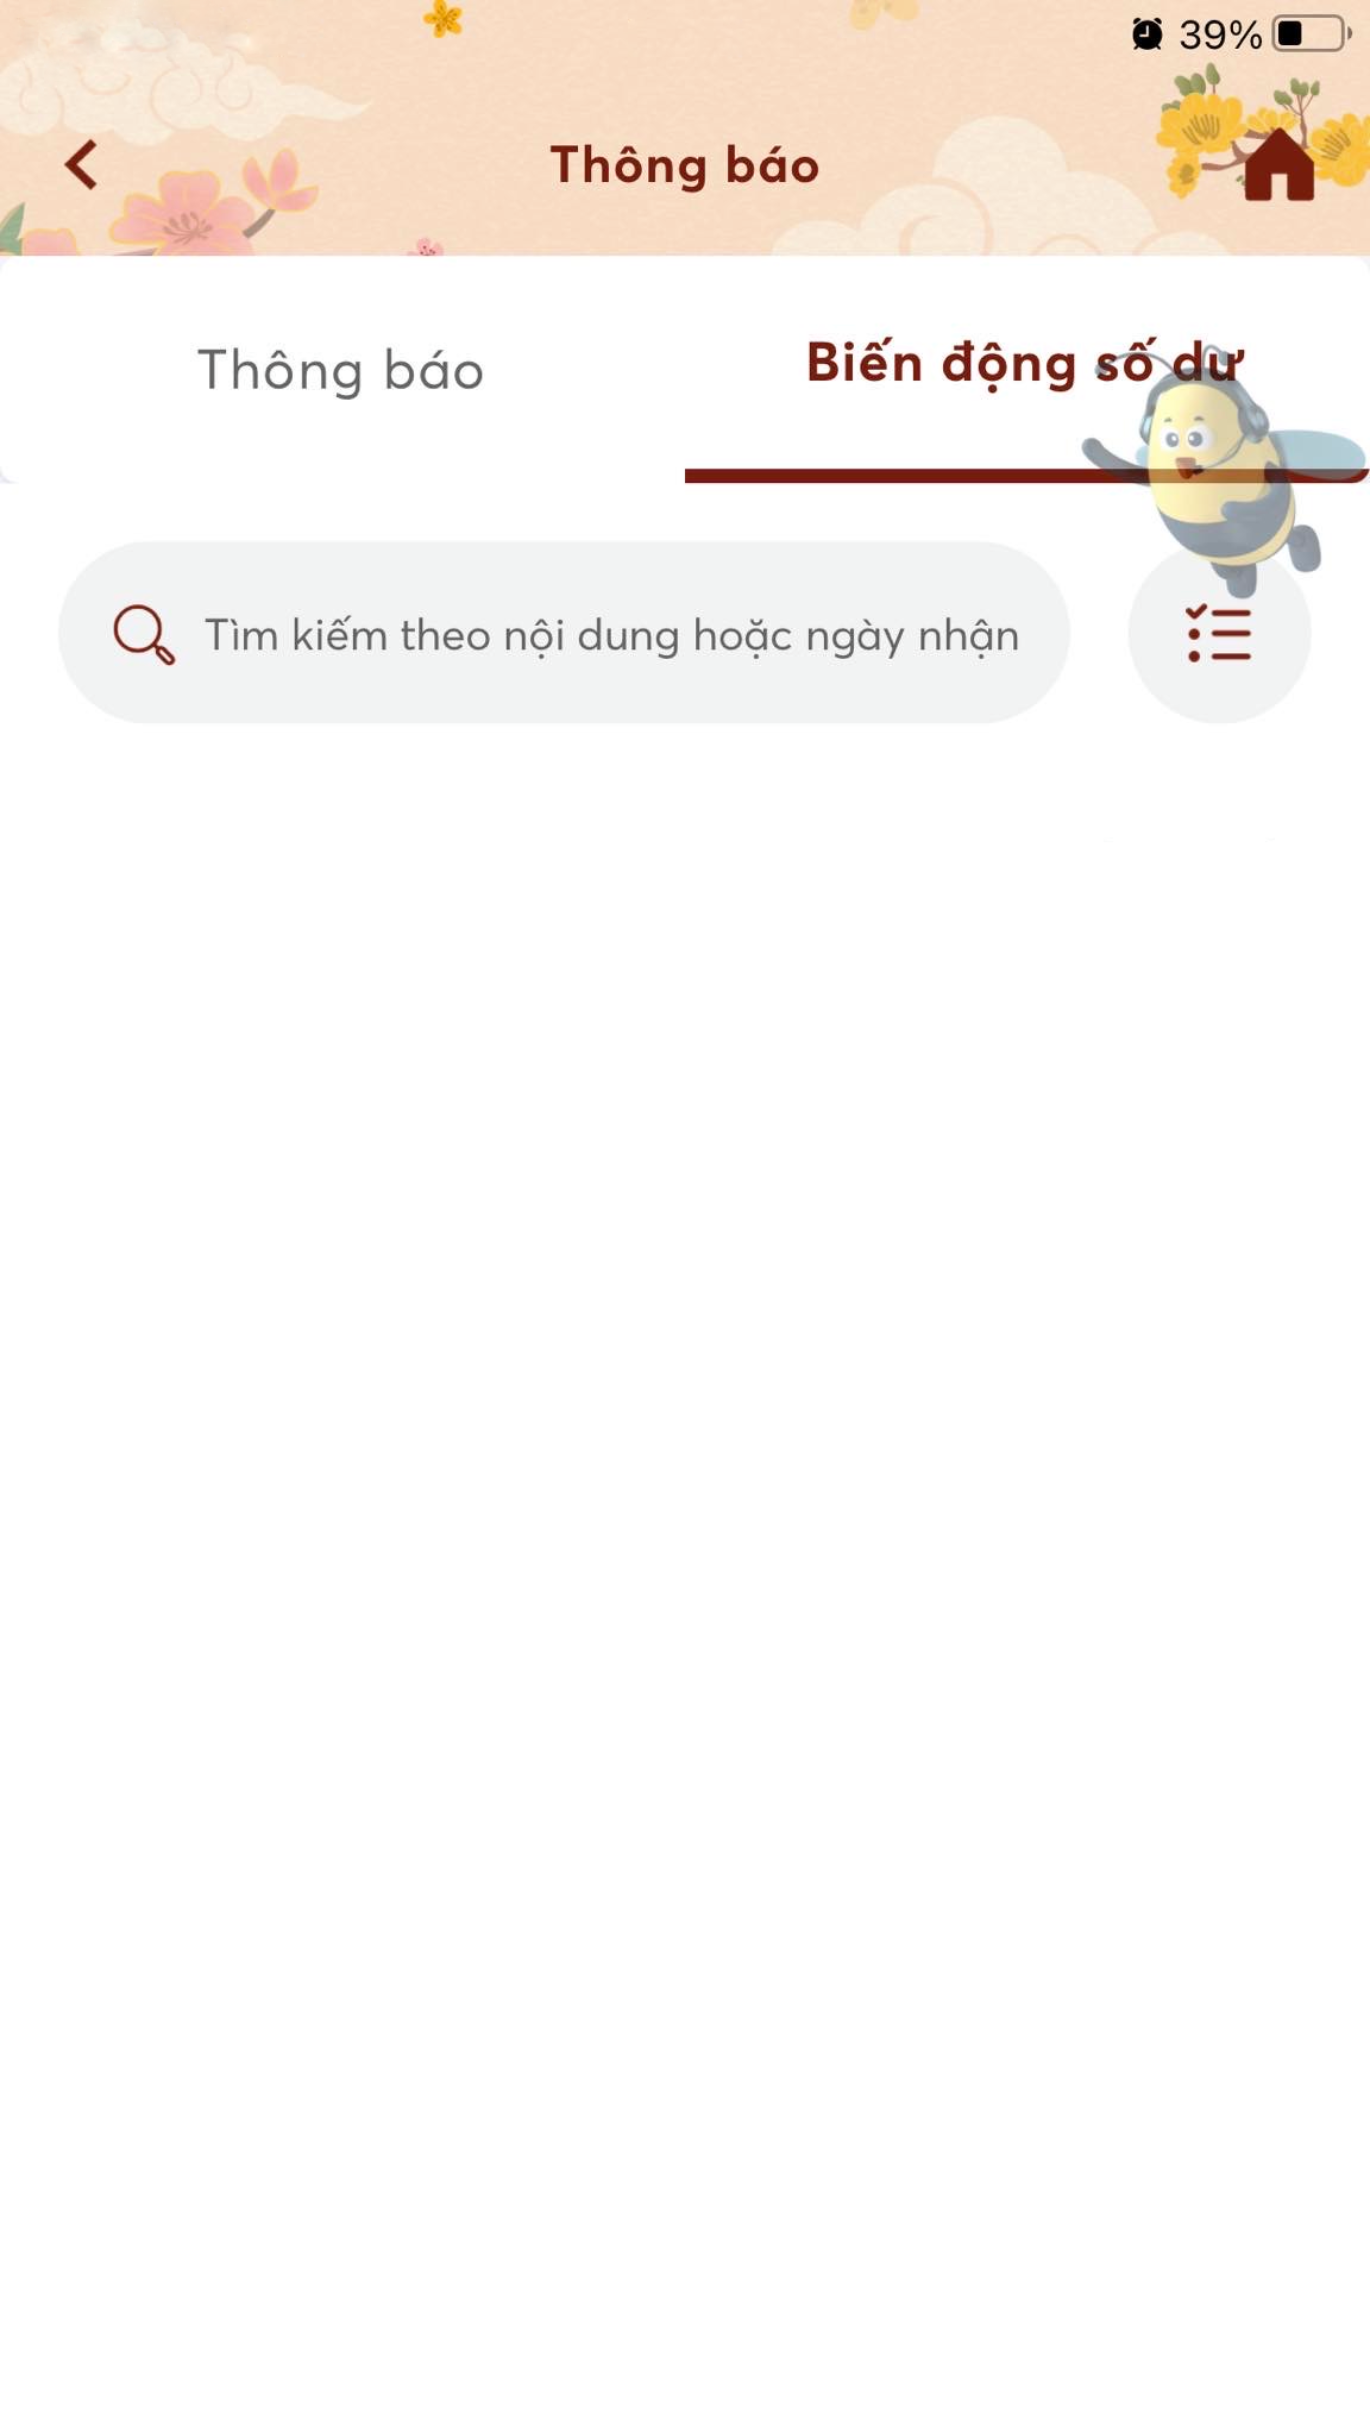 39%
Thông báo
Thông báo
Biến động số dư
Tìm kiếm theo nội dung hoặc ngày nhận